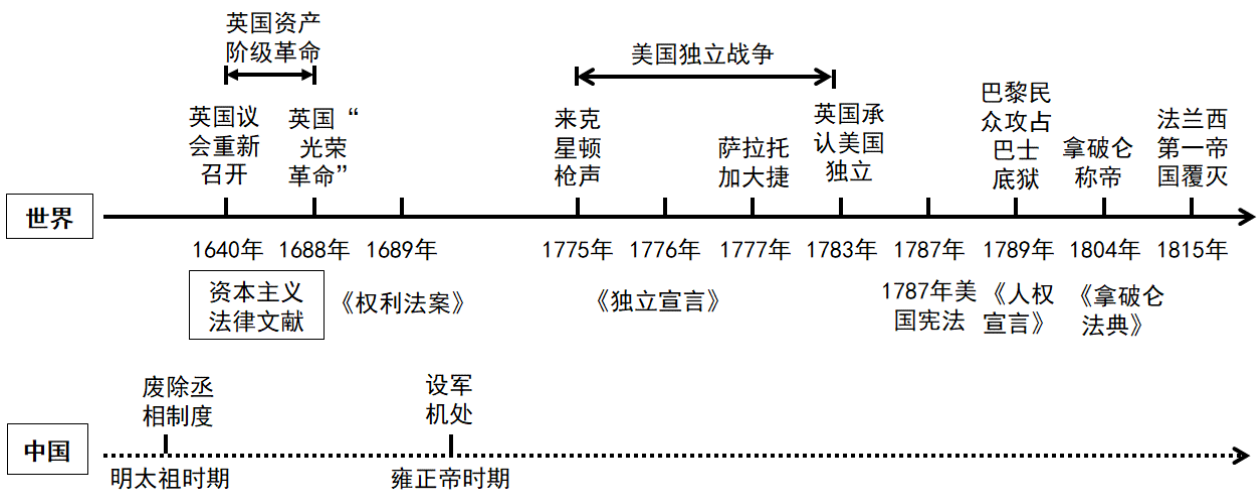 英国资产
阶级革命
美国独立战争
英国议
会重新
召开
英国“
光荣
革命”
来克
星顿
枪声
萨拉托
加大捷
英国承
认美国
独立
巴黎民
众攻占
巴士
底狱
拿破仑
称帝
法兰西
第一帝
国覆灭
世界
1640年
1688年
1689年
1775年
1776年
1777年
1783年
1787年
1789年
1804年
1815年
资本主义
法律文献
《权利法案》
《独立宣言》
1787年美
国宪法
《人权
宣言》
《拿破仑
法典》
废除丞
相制度
设军
机处
中国
明太祖时期
雍正帝时期